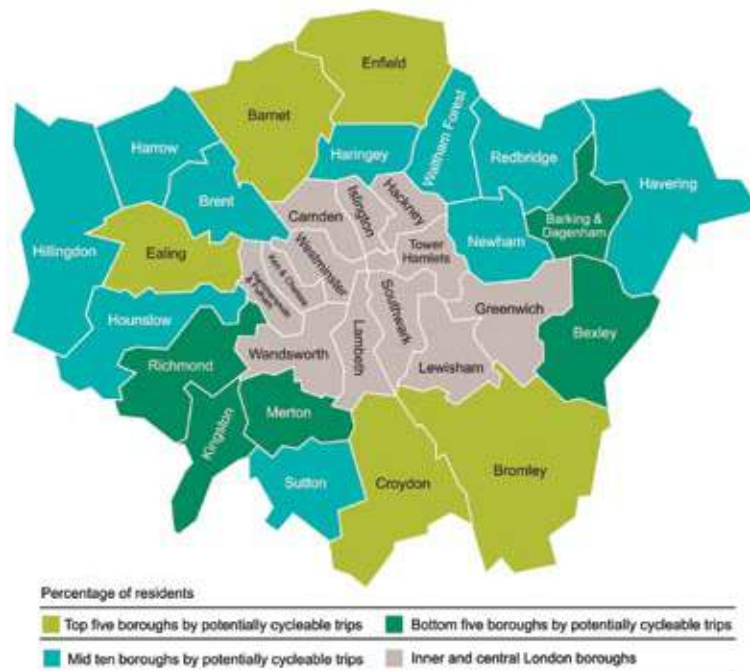 Enfield
Barnet
Waltham Forest
Harrow
Haringey
Redbridge
Havering
Brent
Islington
Hackney
Camden
Barking &
Dagenham
Hillingdon
Ealing
Westminster
Tower
Hamlets
Newham
Ken & Chelsea
Hammersmith
& Fulham
Hounslow
Southwark
Greenwich
Bexley
Richmond
Wandsworth
Lambeth
Lewisham
Kingston
Merton
Sutton
Croydon
Bromley
Percentage of residents
Top five boroughs by potentially cycleable trips
Bottom five boroughs by potentially cycleable trips
Mid ten boroughs by potentially cycleable trips
Inner and central London boroughs